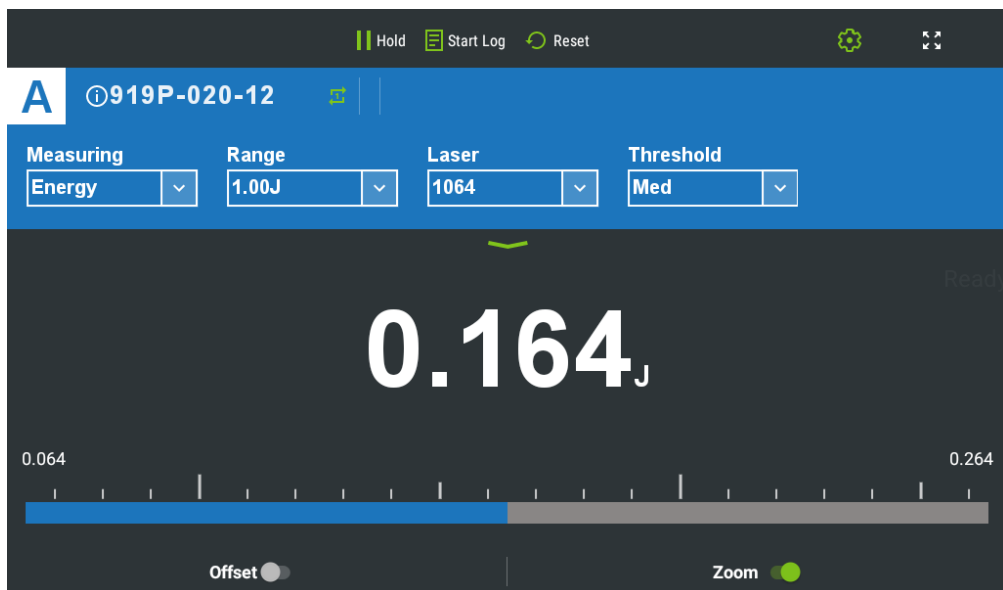 Hold Start Log Reset
A 919P-020-12
Measuring Range Laser Threshold
Energy 1.00J 1064 Med
Ready
0.164 J
0.064 0.264
Offset Zoom